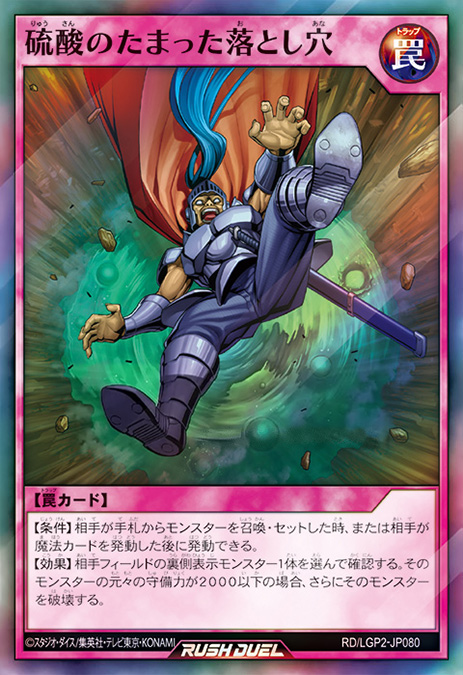 硫酸のたまった落とし穴
トラップ
罠
【罠カード】
【条件】相手が手札からモンスターを召喚・セットした時、または相手が
魔法カードを発動した後に発動できる。
【効果】相手フィールドの裏側表示モンスター1体を選んで確認する。その
モンスターの元々の守備力が2000以下の場合、さらにそのモンスター
を破壊する。
©スタジオ・ダイス/集英社・テレビ東京・KONAMI
RUSH DUEL
RD/LGP2-JP080